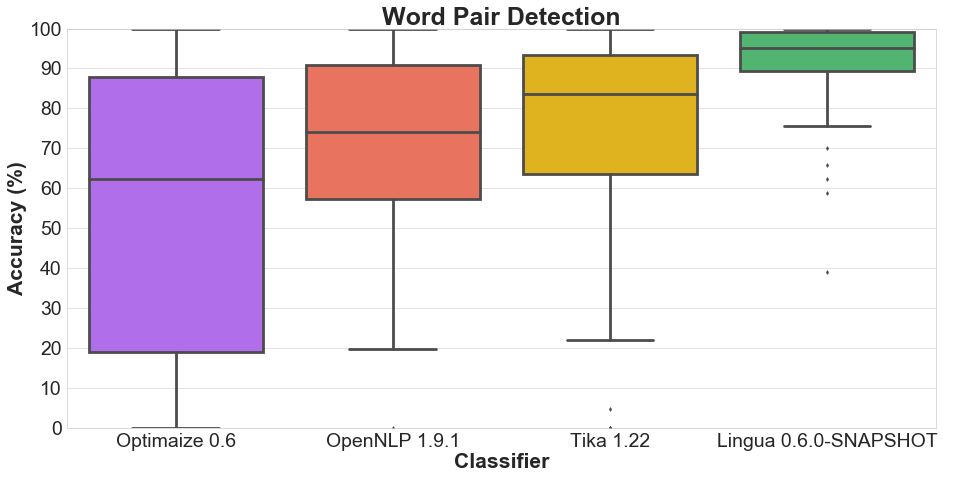 Word Pair Detection
100
90
80
70
60
50
40
30
20
10
0
Accuracy (%)
Optimaize 0.6 OpenNLP 1.9.1 Tika 1.22 Lingua 0.6.0-SNAPSHOT
Classifier